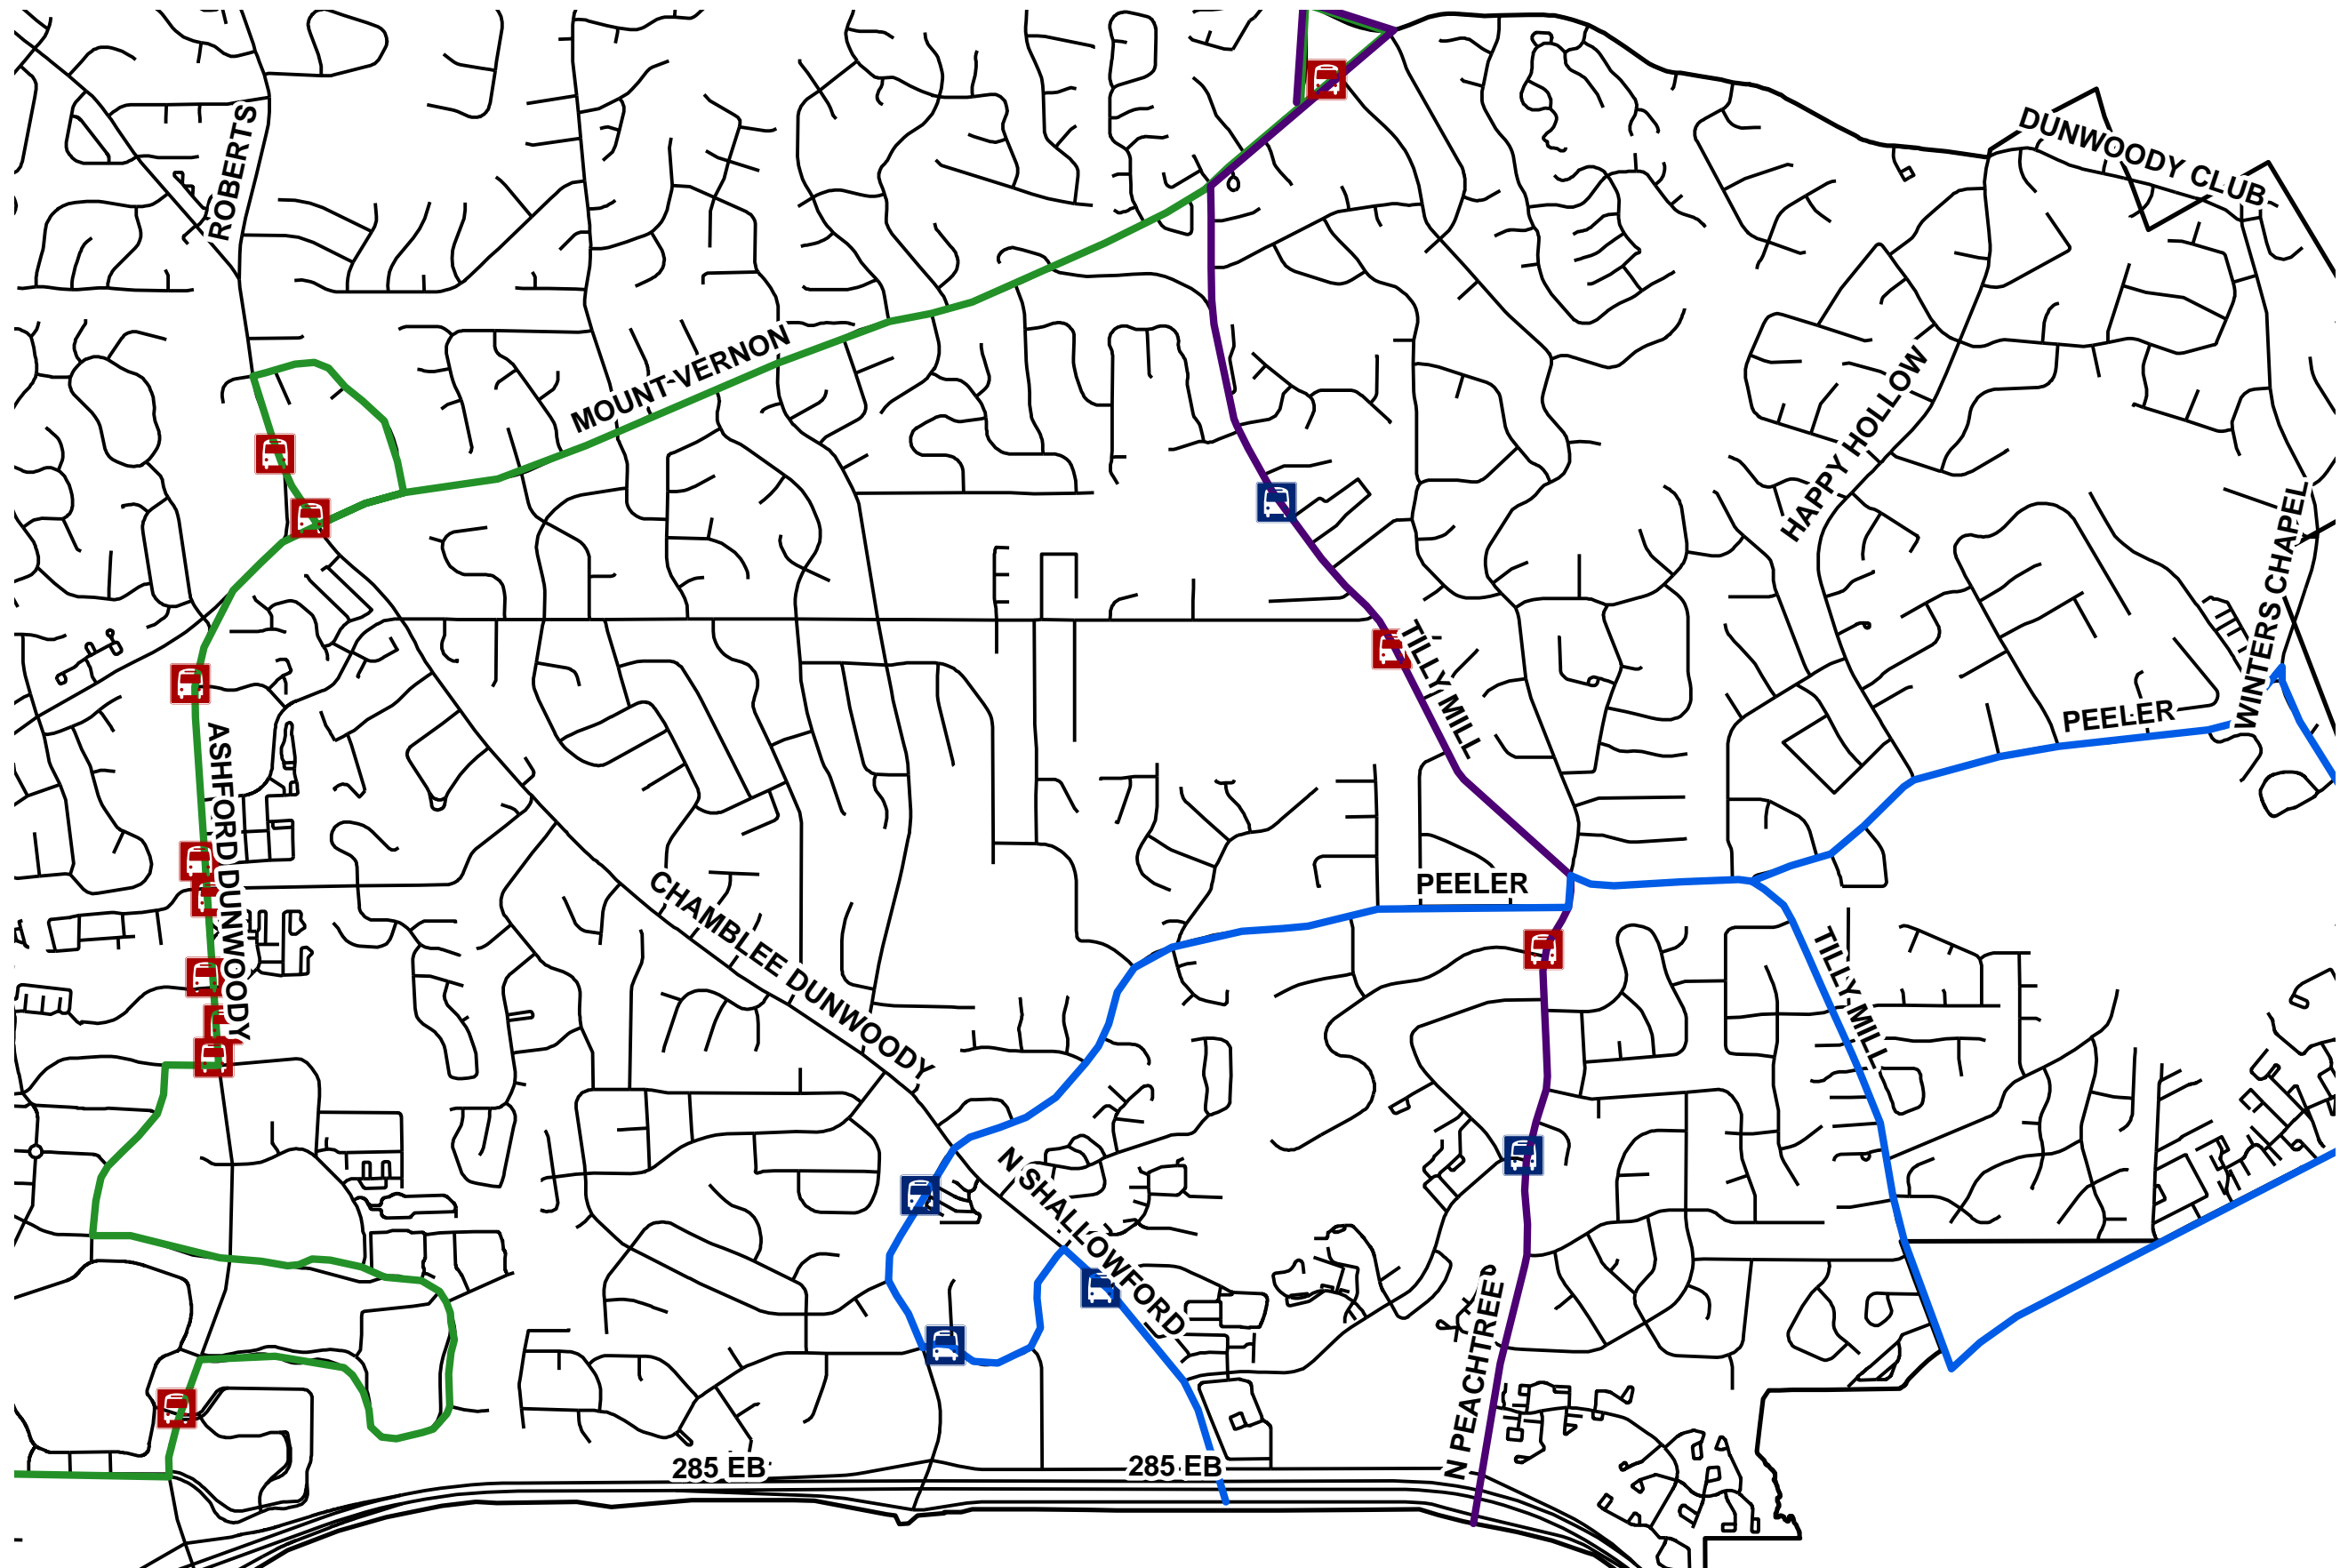 DUNWOODY CLUB
ROBERTS
MOUNT VERNON
HAPPY HOLLOW
WINTERS CHAPEL
TILLY MILL
PEELER
ASHFORD DUNWOODY
PEELER
CHAMBLEE DUNWOODY
TILLY MILL
N SHALLOWFORD
N PEACHTREE
285 EB
285 EB